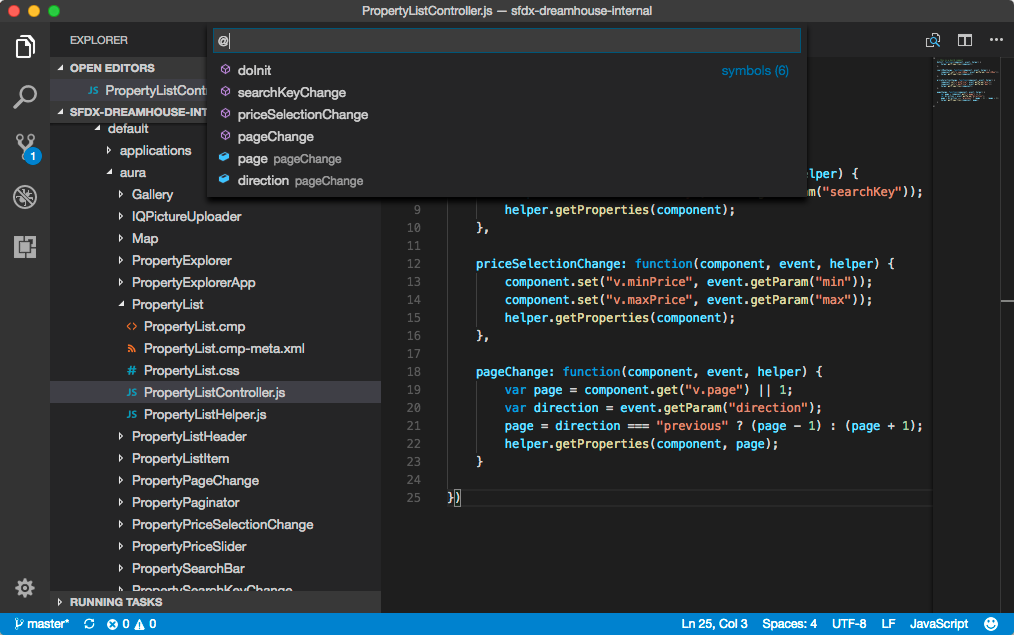 PropertyListController.js — sfdx-dreamhouse-internal
EXPLORER
OPEN EDITORS
JS PropertyListCont
SFDX-DREAMHOUSE-INT
default
applications
aura
Gallery
IQPictureUploader
Map
PropertyExplorer
PropertyExplorerApp
PropertyList
<> PropertyList.cmp
PropertyList.cmp-meta.xml
# PropertyList.css
JS PropertyListController.js
JS PropertyListHelper.js
PropertyListHeader
PropertyListItem
PropertyPageChange
PropertyPaginator
PropertyPriceSelectionChange
PropertyPriceSlider
PropertySearchBar
PropertySearchKeyChange
RUNNING TASKS
1
@
doInit symbols (6)
searchKeyChange
priceSelectionChange
pageChange
page pageChange
direction pageChange
lper) {
m("searchKey"));
9 helper.getProperties(component);
10 },
11
12 priceSelectionChange: function(component, event, helper) {
13 component.set("v.minPrice", event.getParam("min"));
14 component.set("v.maxPrice", event.getParam("max"));
15 helper.getProperties(component);
16 },
17
18 pageChange: function(component, event, helper) {
19 var page = component.get("v.page") || 1;
20 var direction = event.getParam("direction");
21 page = direction === "previous" ? (page - 1) : (page + 1);
22 helper.getProperties(component, page);
23 }
24
25 })
master* 0 0 Ln 25, Col 3 Spaces: 4 UTF-8 LF JavaScript